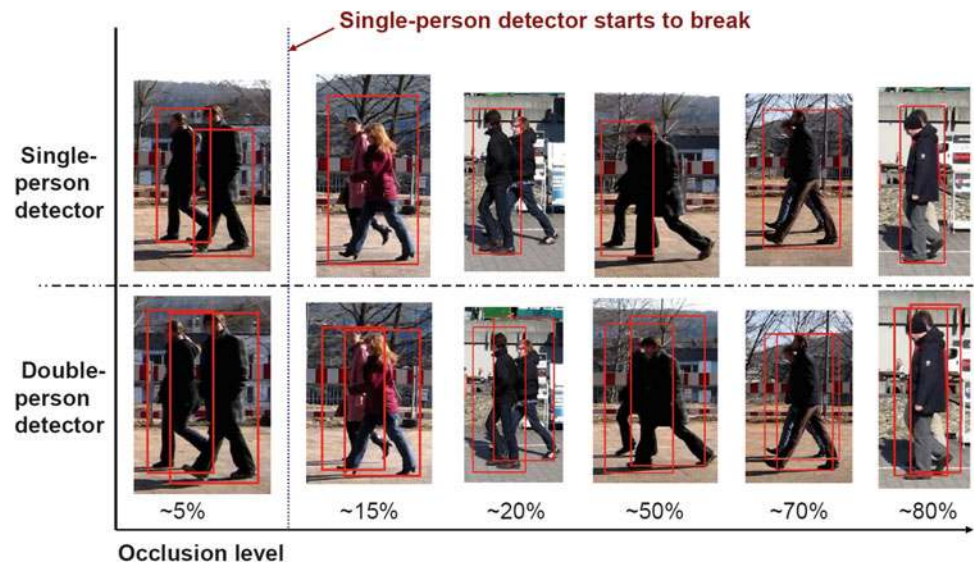 Single-person detector starts to break
Single-
person
detector
Double-
person
detector
~5%
~15%
~20%
~50%
~70%
~80%
Occlusion level